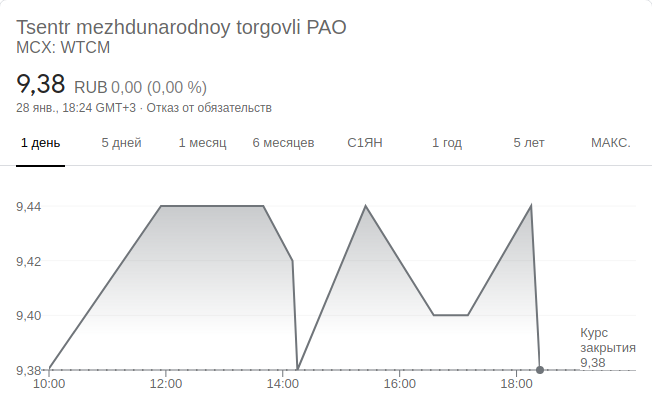 Tsentr mezhdunarodnoy torgovli PAO
MCX: WTCM
9,38 RUB 0,00 (0,00 %)
28 янв., 18:24 GMT+3 · Отказ от обязательств
1 день 5 дней 1 месяц 6 месяцев С1ЯН 1 год 5 лет МАКС.
9,44
9,42
9,40
Курс
закрытия
9,38
9,38
10:00 12:00 14:00 16:00 18:00